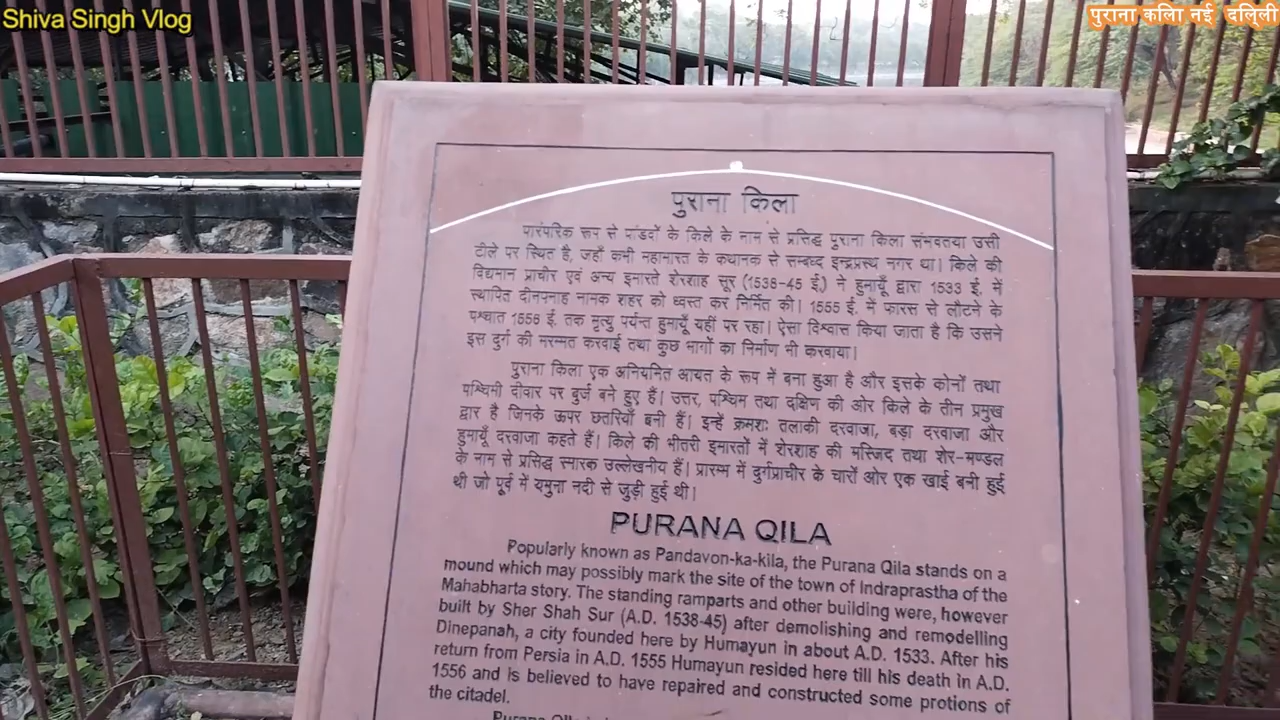 Shiva Singh Vlog
पुराना कलिा नई दलि्ली
पुराना किला
पारंपरिक रूप से पांडवों के किले के नाम से प्रसिद्ध पुराना किला संभवतया उसी
टीले पर स्थित है, जहाँ कभी महाभारत के कथानक से सम्बध्द इन्द्रप्रस्थ नगर था। किले की
विद्यमान प्राचीर एवं अन्य इमारते शेरशाह सूर (1538-45 ई.) ने हुमायूँ द्वारा 1533 ई. में
स्थापित दीनपनाह नामक शहर को ध्वस्त कर निर्मित की। 1555 ई. में फारस से लौटने के
पश्चात 1556 ई. तक मृत्यु पर्यन्त हुमायूँ यहीं पर रहा। ऐसा विश्वास किया जाता है कि उसने
इस दुर्ग की मरम्मत करवाई तथा कुछ भागों का निर्माण भी करवाया।
पुराना किला एक अनियमित आयत के रूप में बना हुआ है और इसके कोनों तथा
पश्चिमी दीवार पर बुर्ज बने हुए हैं। उत्तर, पश्चिम तथा दक्षिण की ओर किले के तीन प्रमुख
द्वार है जिनके ऊपर छतरियाँ बनी हैं। इन्हें क्रमशः तलाकी दरवाजा, बड़ा दरवाजा और
हुमायूँ दरवाजा कहते हैं। किले की भीतरी इमारतों में शेरशाह की मस्जिद तथा शेर-मण्डल
के नाम से प्रसिद्ध स्मारक उल्लेखनीय हैं। प्रारम्भ में दुर्गप्राचीर के चारों ओर एक खाई बनी हुई
थी जो पूर्व में यमुना नदी से जुड़ी हुई थी।
PURANA QILA
Popularly known as Pandavon-ka-kila, the Purana Qila stands on a
mound which may possibly mark the site of the town of Indraprastha of the
Mahabharta story. The standing ramparts and other building were, however
built by Sher Shah Sur (A.D. 1538-45) after demolishing and remodelling
Dinepanah, a city founded here by Humayun in about A.D. 1533. After his
return from Persia in A.D. 1555 Humayun resided here till his death in A.D.
1556 and is believed to have repaired and constructed some protions of
the citadel.
Purana Qila